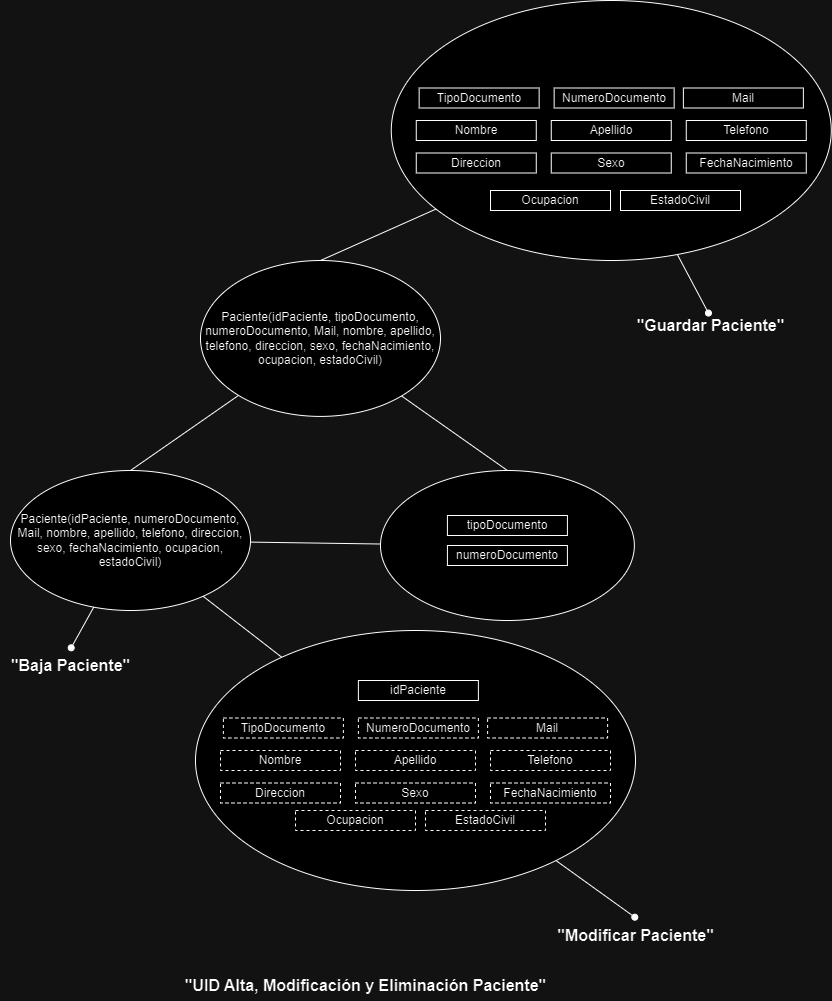 TipoDocumento
NumeroDocumento
Mail
Nombre
Apellido
Telefono
Direccion
Sexo
FechaNacimiento
Ocupacion
EstadoCivil
"Guardar Paciente"
Paciente(idPaciente, tipoDocumento,
numeroDocumento, Mail, nombre, apellido,
telefono, direccion, sexo, fechaNacimiento,
ocupacion, estadoCivil)
Paciente(idPaciente, numeroDocumento,
Mail, nombre, apellido, telefono, direccion,
sexo, fechaNacimiento, ocupacion,
estadoCivil)
tipoDocumento
numeroDocumento
"Baja Paciente"
idPaciente
TipoDocumento
NumeroDocumento
Mail
Nombre
Apellido
Telefono
Direccion
Sexo
FechaNacimiento
Ocupacion
EstadoCivil
"Modificar Paciente"
"UID Alta, Modificación y Eliminación Paciente"